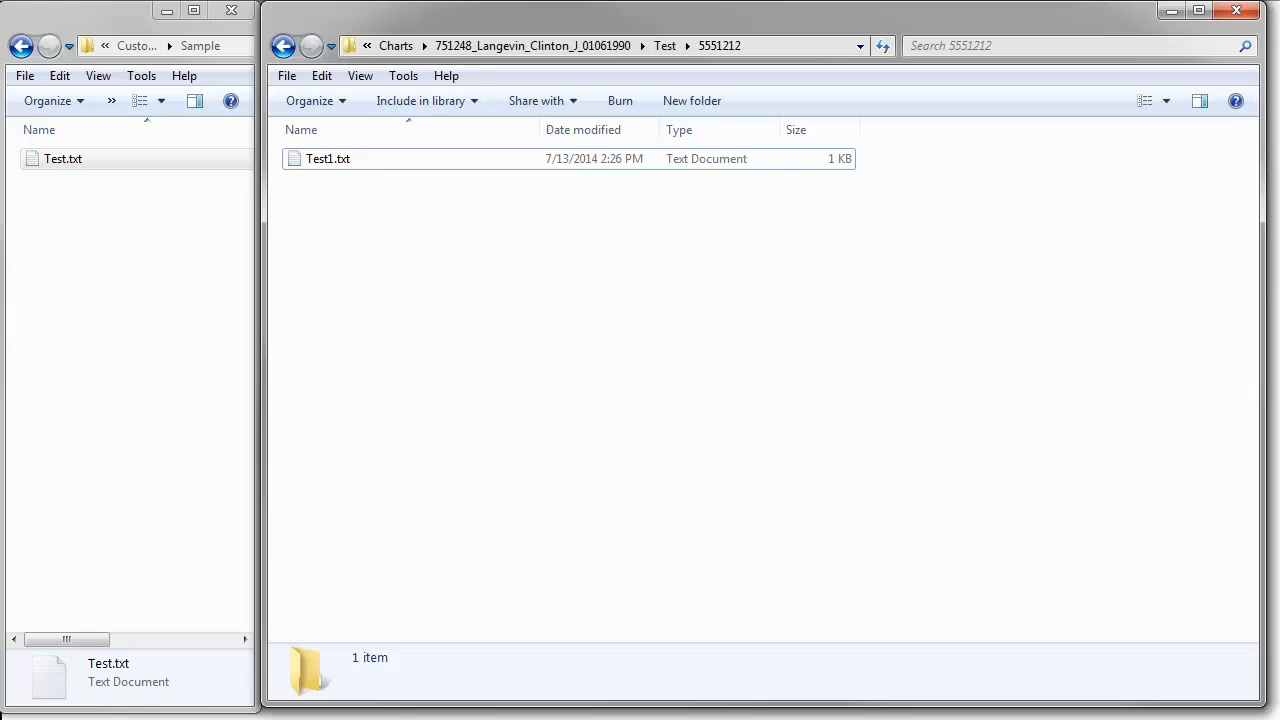 Custo... Sample
File Edit View Tools Help
Organize »
Name
Test.txt
Test.txt
Text Document
« Charts 751248_Langevin_Clinton_J_01061990 Test 5551212 Search 5551212
File Edit View Tools Help
Organize Include in library Share with Burn New folder
Name Date modified Type Size
Test1.txt 7/13/2014 2:26 PM Text Document 1 KB
1 item